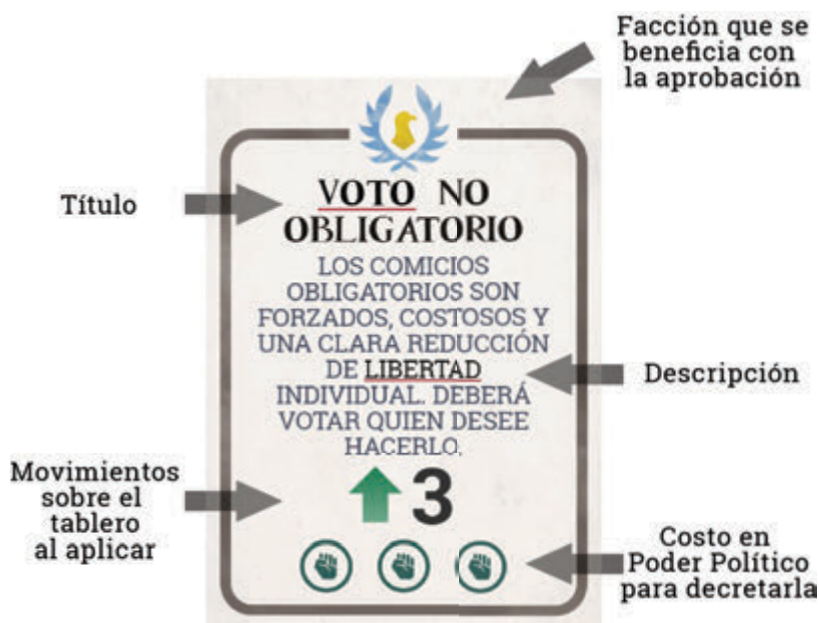 Facción que se
beneficia con
la aprobación
Título
VOTO NO
OBLIGATORIO
LOS COMICIOS
OBLIGATORIOS SON
FORZADOS, COSTOSOS Y
UNA CLARA REDUCCIÓN
DE LIBERTAD
INDIVIDUAL. DEBERÁ
VOTAR QUIEN DESEE
HACERLO.
Descripción
Movimientos
sobre el
tablero
al aplicar
3
Costo en
Poder Político
para decretarla